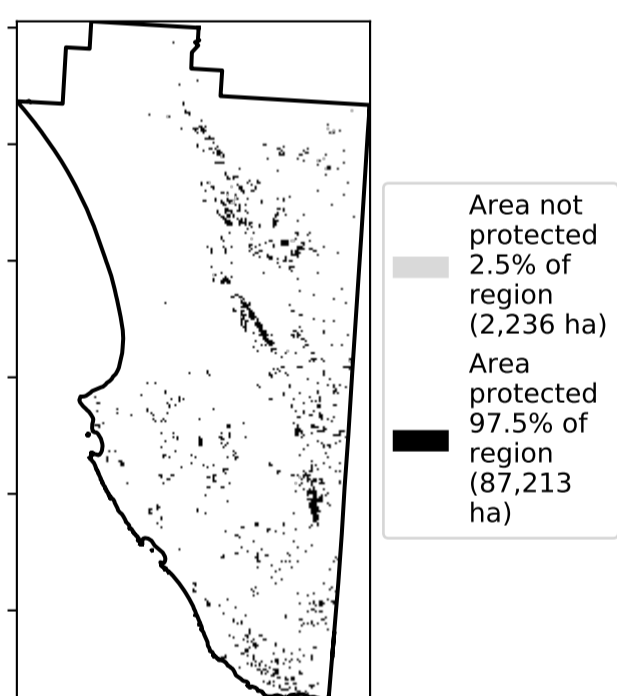 Area not
protected
2.5% of
region
(2,236 ha)
Area
protected
97.5% of
region
(87,213
ha)